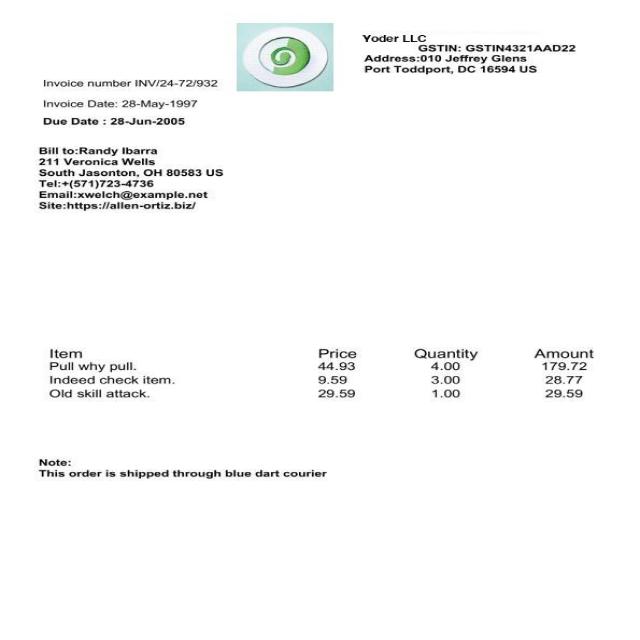 Yoder LLC
GSTIN: GSTIN4321AAD22
Address:010 Jeffrey Glens
Port Toddport, DC 16594 US
Invoice number INV/24-72/932
Invoice Date: 28-May-1997
Due Date : 28-Jun-2005
Bill to:Randy Ibarra
211 Veronica Wells
South Jasonton, OH 80583 US
Tel:+(571)723-4736
Email:xwelch@example.net
Site:https://allen-ortiz.biz/
Item Price Quantity Amount
Pull why pull. 44.93 4.00 179.72
Indeed check item. 9.59 3.00 28.77
Old skill attack. 29.59 1.00 29.59
Note:
This order is shipped through blue dart courier